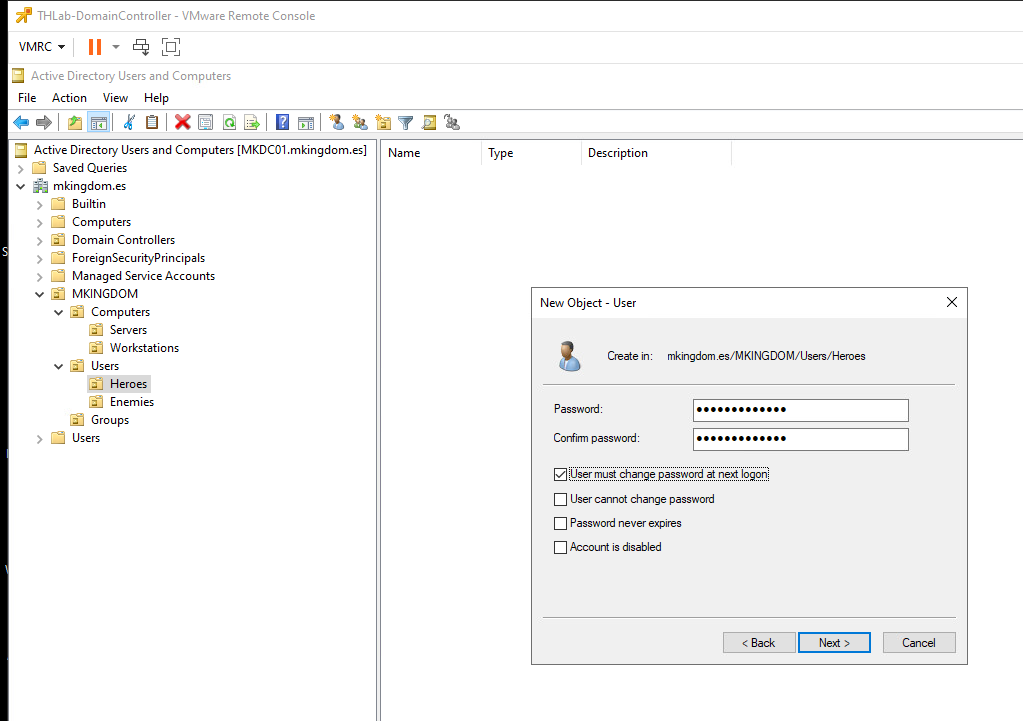 THLab-DomainController - VMware Remote Console
VMRC
Active Directory Users and Computers
File Action View Help
Active Directory Users and Computers [MKDC01.mkingdom.es]
Name Type Description
Saved Queries
mkingdom.es
Builtin
Computers
Domain Controllers
ForeignSecurityPrincipals
Managed Service Accounts
MKINGDOM
Computers
Servers
Workstations
Users
Heroes
Enemies
Groups
Users
New Object - User
Create in: mkingdom.es/MKINGDOM/Users/Heroes
Password: •••••••••••••
Confirm password: •••••••••••••
User must change password at next logon
User cannot change password
Password never expires
Account is disabled
< Back Next > Cancel